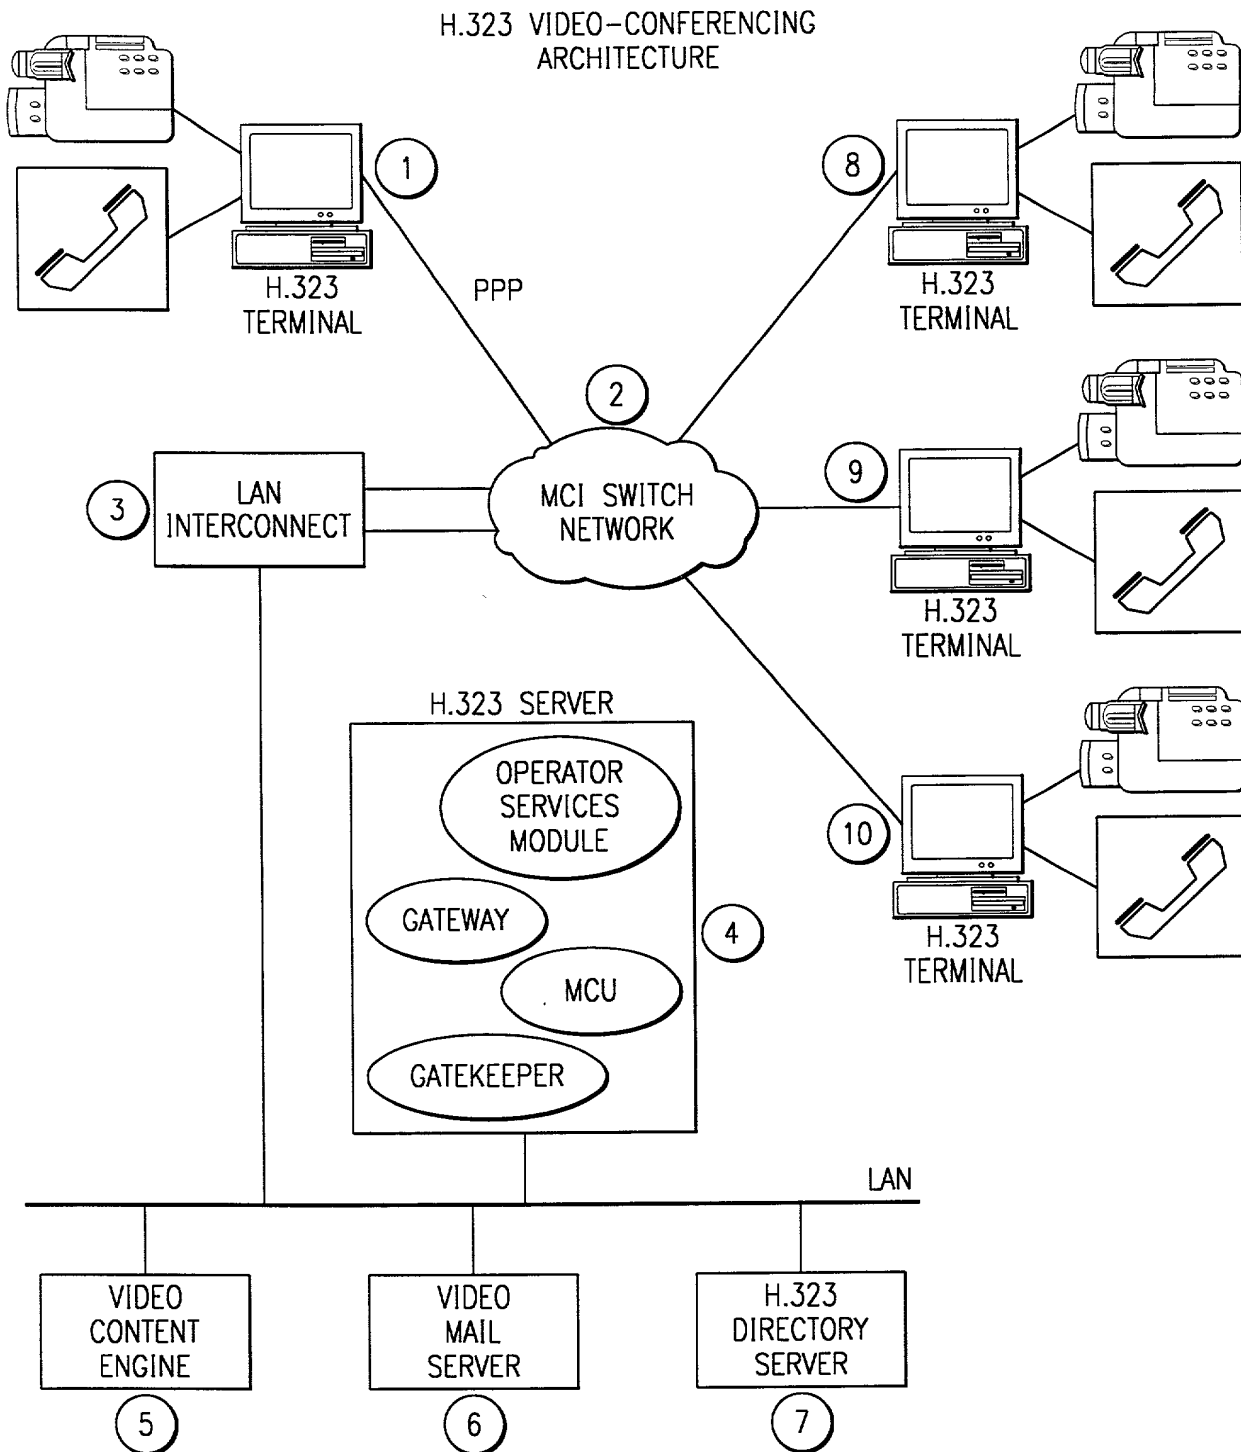 H.323 VIDEO-CONFERENCING
ARCHITECTURE
1
H.323
TERMINAL
PPP
8
H.323
TERMINAL
2
MCI SWITCH
NETWORK
3
LAN
INTERCONNECT
9
H.323
TERMINAL
H.323 SERVER
OPERATOR
SERVICES
MODULE
GATEWAY
MCU
GATEKEEPER
4
10
H.323
TERMINAL
LAN
VIDEO
CONTENT
ENGINE
5
VIDEO
MAIL
SERVER
6
H.323
DIRECTORY
SERVER
7